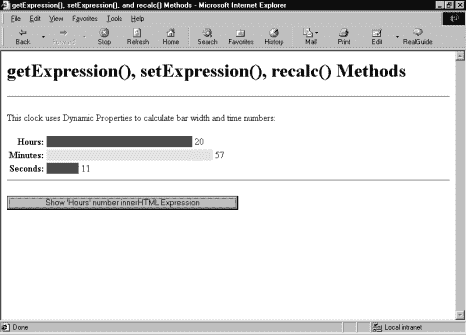 getExpression(), setExpression(), and recalc() Methods - Microsoft Internet Explorer
File Edit View Favorites Tools Help
Back Forward Stop Refresh Home Search Favorites History Mail Print Edit RealGuide
getExpression(), setExpression(), recalc() Methods
This clock uses Dynamic Properties to calculate bar width and time numbers:
Hours: 20
Minutes: 57
Seconds: 11
Show 'Hours' number innerHTML Expression
Done Local intranet